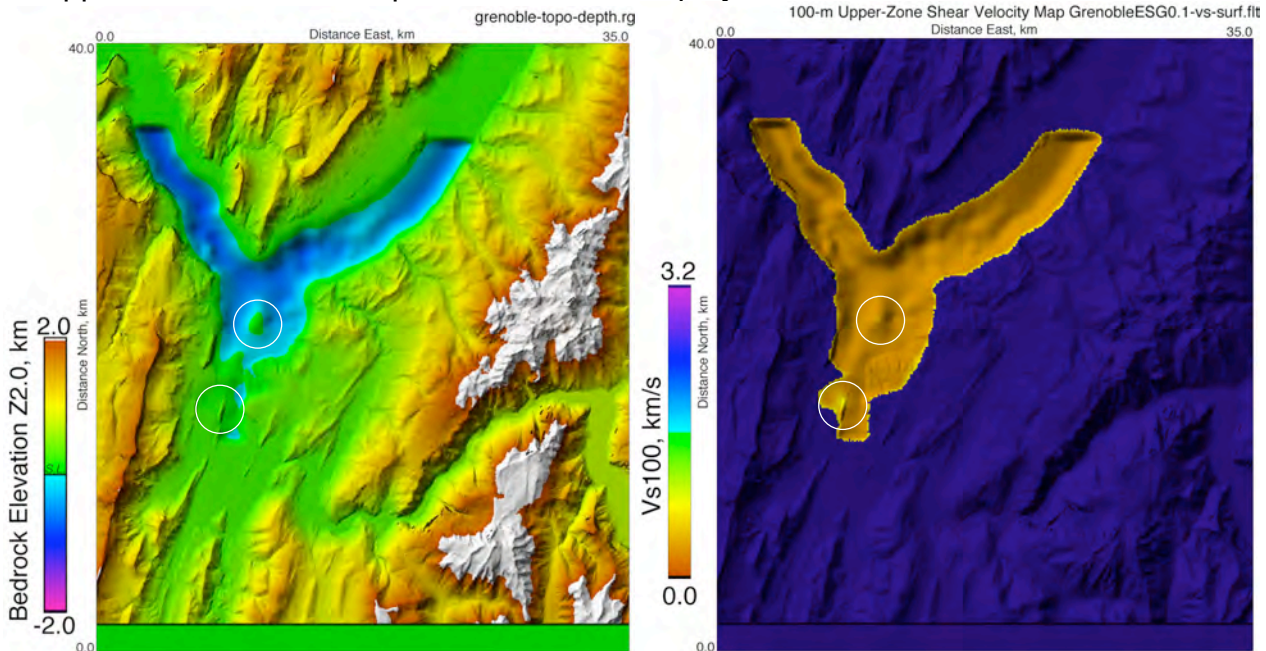 grenoble-topo-depth.rg
0.0
Distance East, km
35.0
40.0
Bedrock Elevation Z2.0, km
2.0
-2.0
Distance North, km
0.0
100-m Upper-Zone Shear Velocity Map GrenobleESG0.1-vs-surf.flt
0.0
Distance East, km
35.0
40.0
Vs100, km/s
3.2
0.0
Distance North, km
0.0